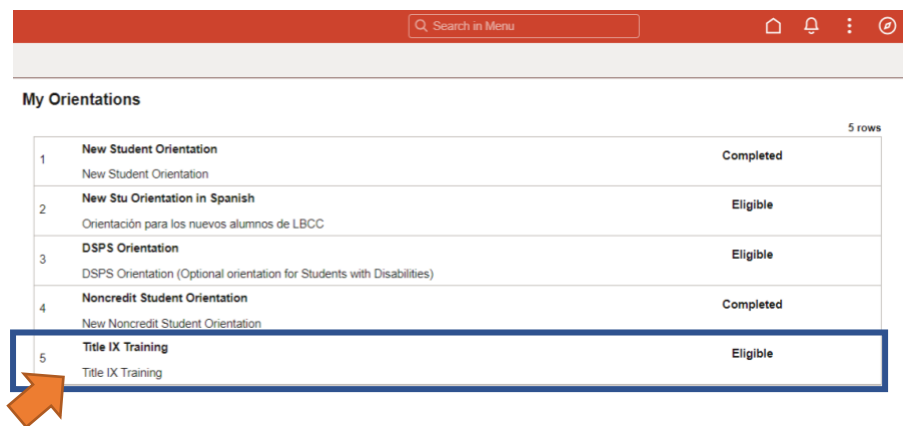 Search in Menu
My Orientations
5 rows
1
New Student Orientation
Completed
New Student Orientation
2
New Stu Orientation in Spanish
Eligible
Orientación para los nuevos alumnos de LBCC
3
DSPS Orientation
Eligible
DSPS Orientation (Optional orientation for Students with Disabilities)
4
Noncredit Student Orientation
Completed
New Noncredit Student Orientation
5
Title IX Training
Eligible
Title IX Training